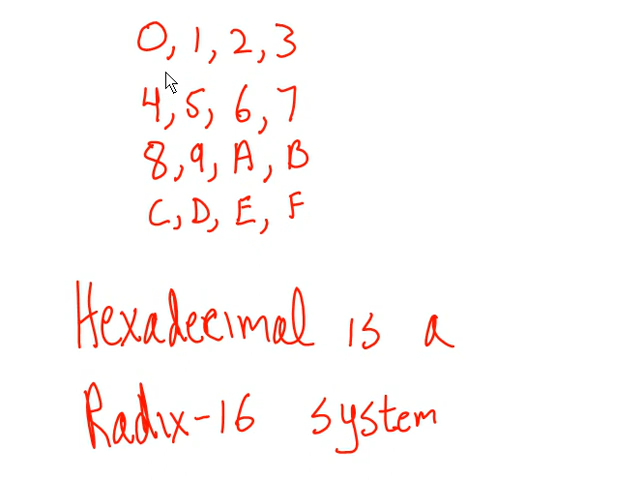 0, 1, 2, 3
4, 5, 6, 7
8, 9, A, B
C, D, E, F
Hexadecimal is a
Radix-16 system